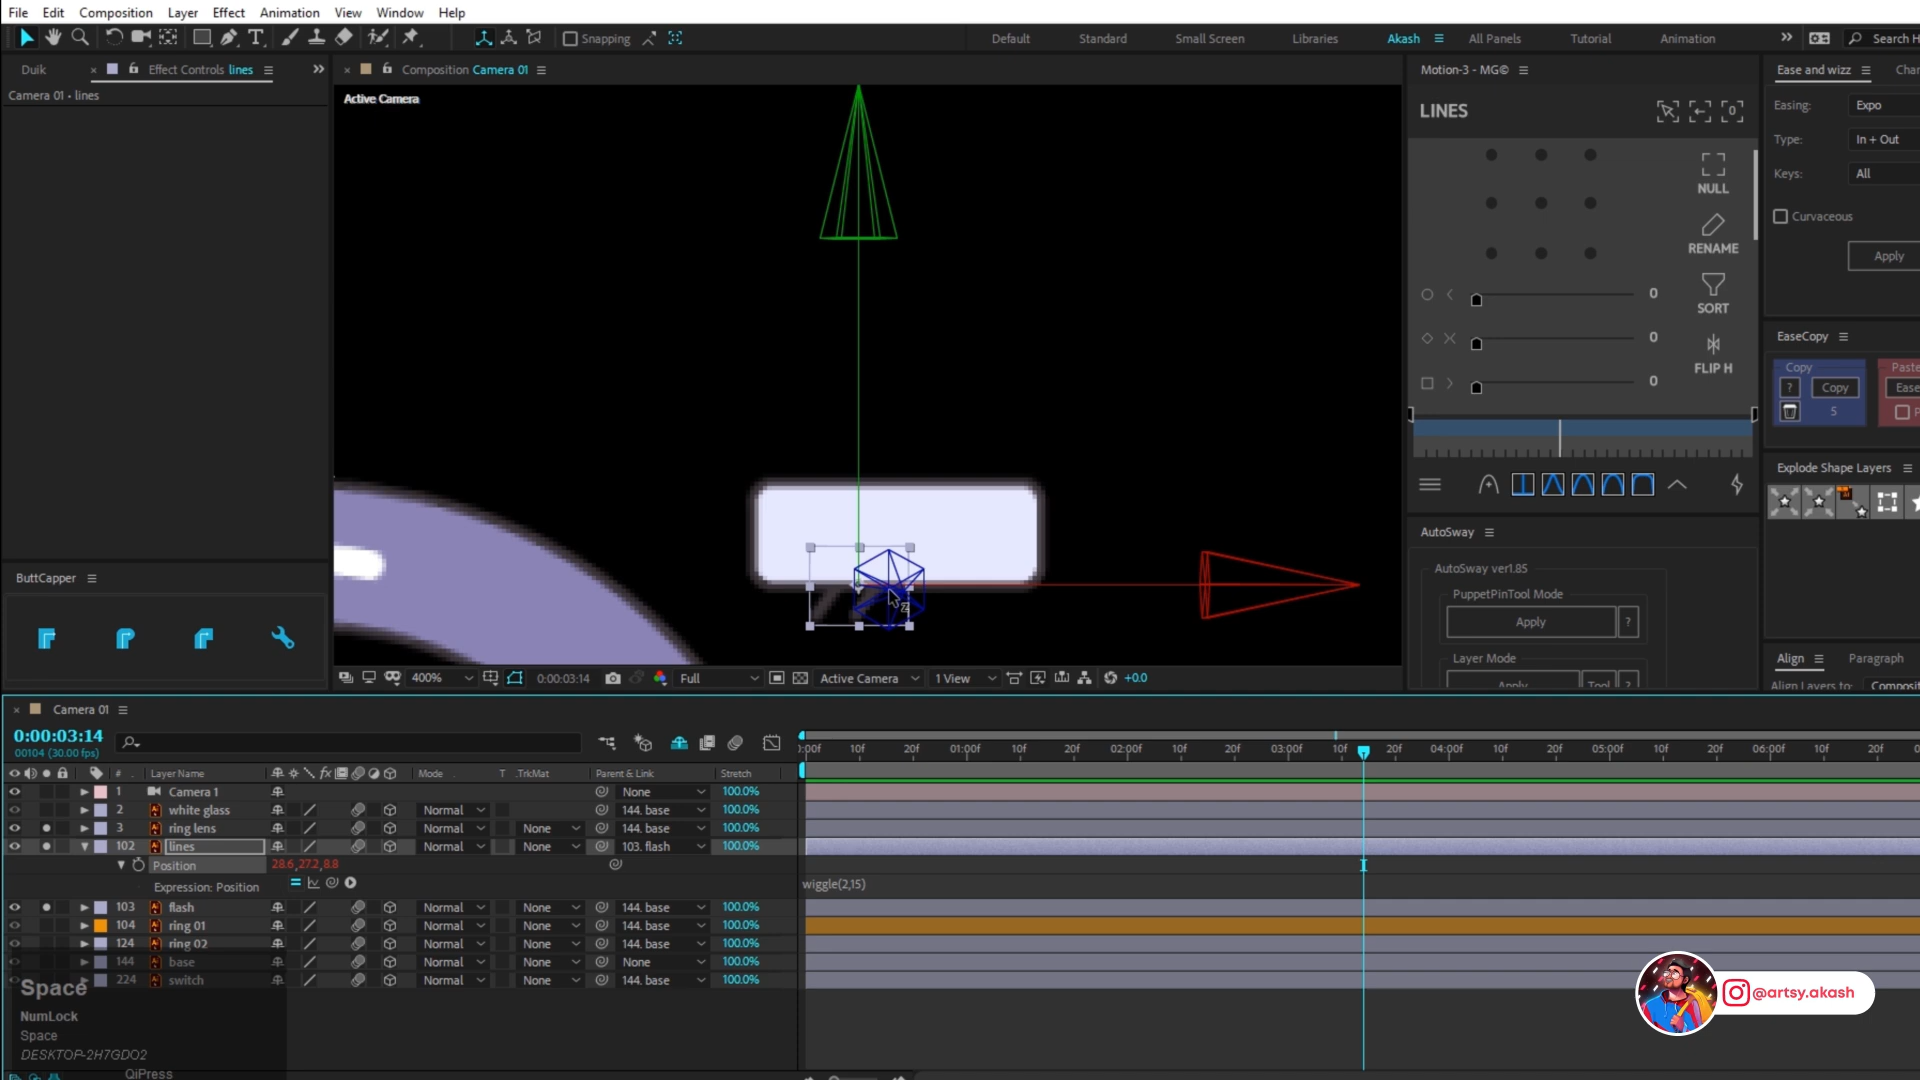 File Edit Composition Layer Effect Animation View Window Help
Snapping Default Standard Small Screen Libraries Akash All Panels Tutorial Animation Search H
Duik Effect Controls lines
Camera 01 • lines
Composition Camera 01
Active Camera
Motion-3 - MG©
LINES
NULL
RENAME
SORT
FLIP H
0
0
0
Ease and wizz Char
Easing: Expo
Type: In + Out
Keys: All
Curvaceous
Apply
EaseCopy
Copy Paste
? Copy Ease
5 P
Explode Shape Layers
AutoSway
AutoSway ver1.85
PuppetPinTool Mode
Apply ?
Layer Mode
Apply Tool ?
Align Paragraph
Align Layers to: Composit
ButtCapper
400% 0:00:03:14 Full Active Camera 1 View +0.0
Camera 01
0:00:03:14
00104 (30.00 fps)
:00f 10f 20f 01:00f 10f 20f 02:00f 10f 20f 03:00f 10f 20f 04:00f 10f 20f 05:00f 10f 20f 06:00f 10f 20f 0
# Layer Name fx Mode T .TrkMat Parent & Link Stretch
1 Camera 1 None 100.0%
2 white glass Normal 144. base 100.0%
3 ring lens Normal None 144. base 100.0%
102 lines Normal None 103. flash 100.0%
Position 28.6,27.2,8.8
Expression: Position wiggle(2,15)
103 flash Normal None 144. base 100.0%
104 ring 01 Normal None 144. base 100.0%
124 ring 02 Normal None 144. base 100.0%
144 base Normal None None 100.0%
224 switch Normal None 144. base 100.0%
Space
NumLock
Space
DESKTOP-2H7GDO2
QiPress
@artsy.akash